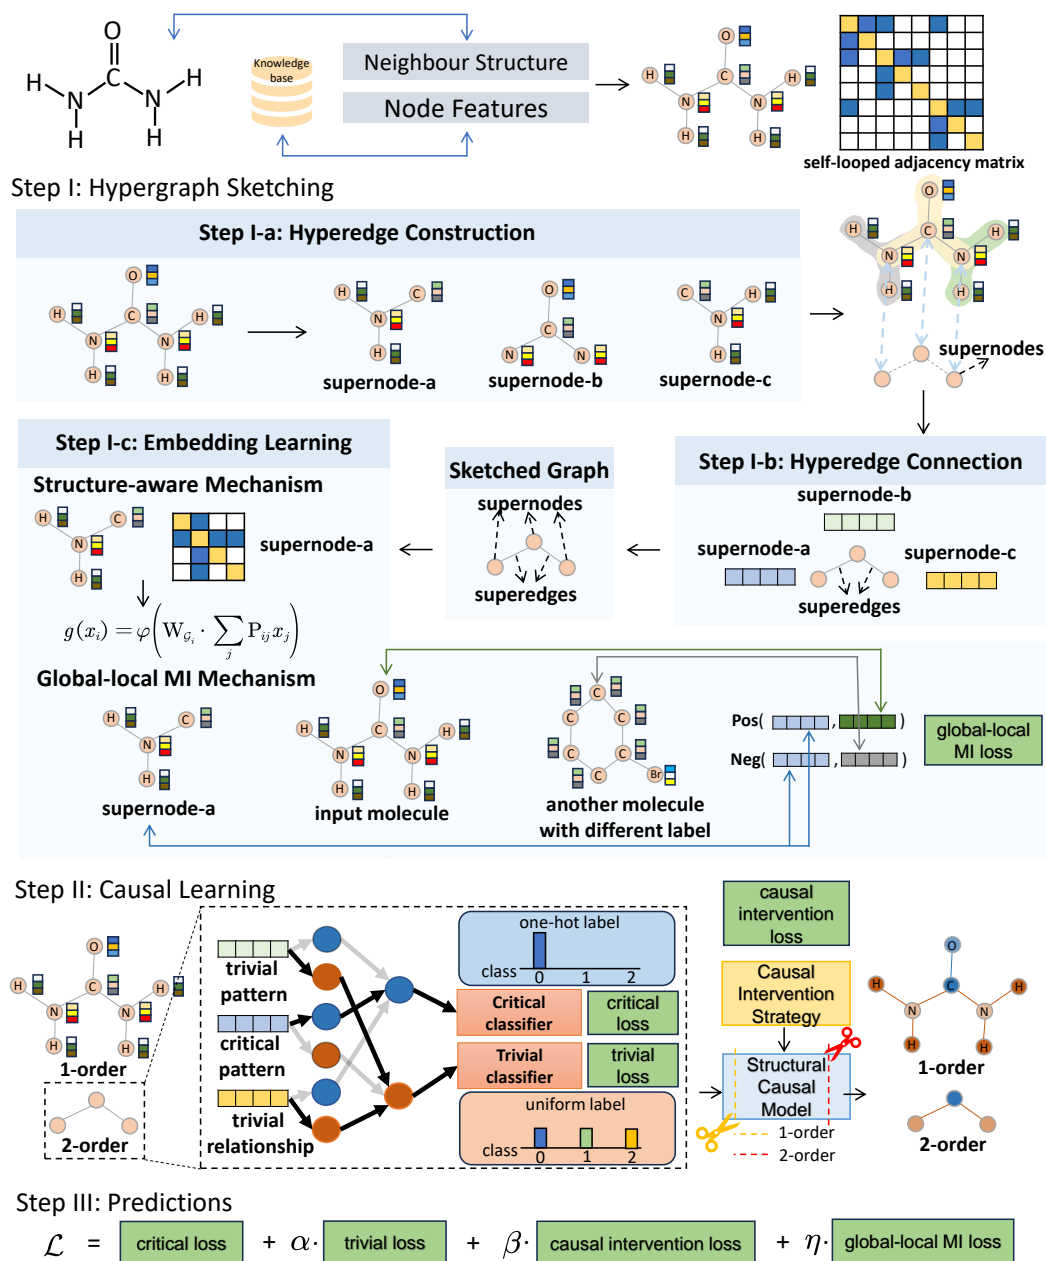 O
H
N
N
H
H
H
Knowledge
base
Neighbour Structure
Node Features
O
H
C
H
N
N
H
H
self-looped adjacency matrix
Step I: Hypergraph Sketching
Step I-a: Hyperedge Construction
O
H
C
H
N
N
H
H
H
C
N
H
supernode-a
O
C
N
N
supernode-b
C
H
N
H
supernode-c
O
H
C
H
N
N
H
H
supernodes
Step I-c: Embedding Learning
Structure-aware Mechanism
H
C
N
H
supernode-a
g(x_i) = φ(W_{𝒢_i} · ∑_j P_{ij} x_j)
Sketched Graph
supernodes
superedges
Step I-b: Hyperedge Connection
supernode-b
supernode-a
supernode-c
superedges
Global-local MI Mechanism
H
C
N
H
supernode-a
O
H
C
H
N
N
H
H
input molecule
C
C
C
C
C
C
Br
another molecule
with different label
Pos( , )
Neg( , )
global-local
MI loss
Step II: Causal Learning
O
H
C
H
N
N
H
H
1-order
2-order
trivial
pattern
critical
pattern
trivial
relationship
one-hot label
class
0 1 2
Critical
classifier
critical
loss
Trivial
classifier
trivial
loss
uniform label
class
0 1 2
causal
intervention
loss
Causal
Intervention
Strategy
Structural
Causal
Model
1-order
2-order
O
H
C
H
N
N
H
H
1-order
2-order
Step III: Predictions
ℒ = critical loss + α· trivial loss + β· causal intervention loss + η· global-local MI loss